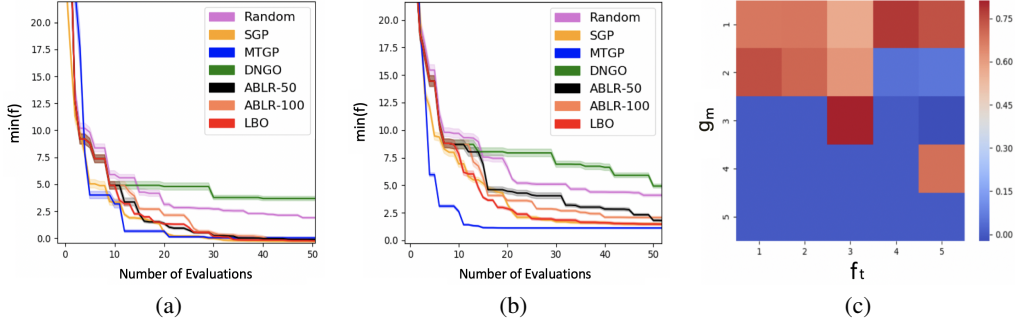 min(f)
22.5
20.0
17.5
15.0
12.5
10.0
7.5
5.0
2.5
0.0
0 10 20 30 40 50
Number of Evaluations
Random
SGP
MTGP
DNGO
ABLR-50
ABLR-100
LBO
(a)
min(f)
20.0
17.5
15.0
12.5
10.0
7.5
5.0
2.5
0.0
0 10 20 30 40 50
Number of Evaluations
Random
SGP
MTGP
DNGO
ABLR-50
ABLR-100
LBO
(b)
gm
1
2
3
4
5
1 2 3 4 5
ft
0.75
0.60
0.45
0.30
0.15
0.00
(c)